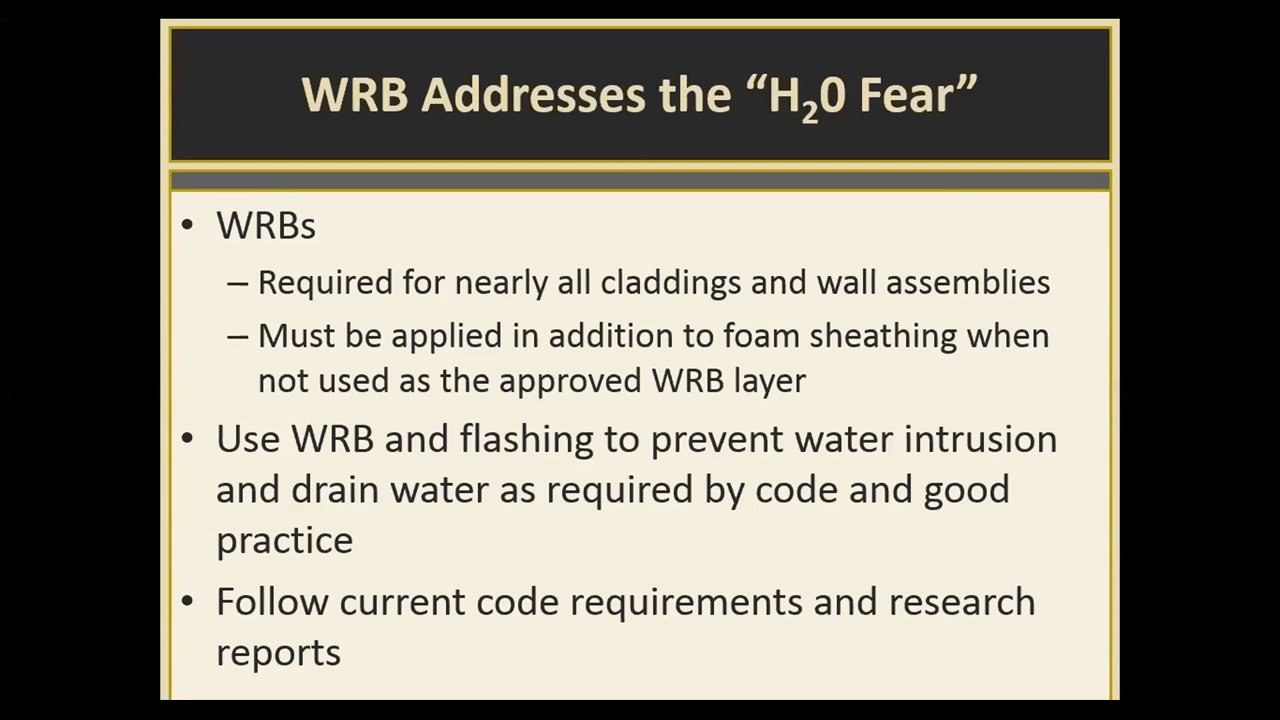 WRB Addresses the “H₂0 Fear”
• WRBs
– Required for nearly all claddings and wall assemblies
– Must be applied in addition to foam sheathing when
not used as the approved WRB layer
• Use WRB and flashing to prevent water intrusion
and drain water as required by code and good
practice
• Follow current code requirements and research
reports